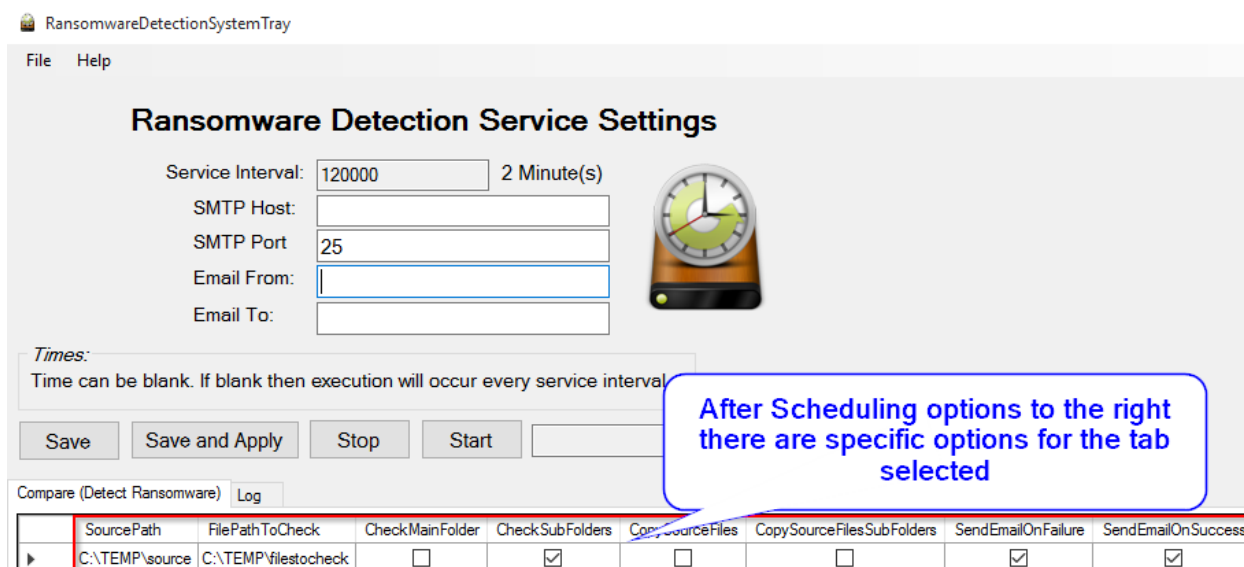 RansomwareDetectionSystemTray
File Help
Ransomware Detection Service Settings
Service Interval: 120000 2 Minute(s)
SMTP Host:
SMTP Port 25
Email From:
Email To:
Times:
Time can be blank. If blank then execution will occur every service interval.
After Scheduling options to the right
there are specific options for the tab
selected
Save Save and Apply Stop Start
Compare (Detect Ransomware) Log
SourcePath FilePathToCheck CheckMainFolder CheckSubFolders CopySourceFiles CopySourceFilesSubFolders SendEmailOnFailure SendEmailOnSuccess
C:\TEMP\source C:\TEMP\filestocheck